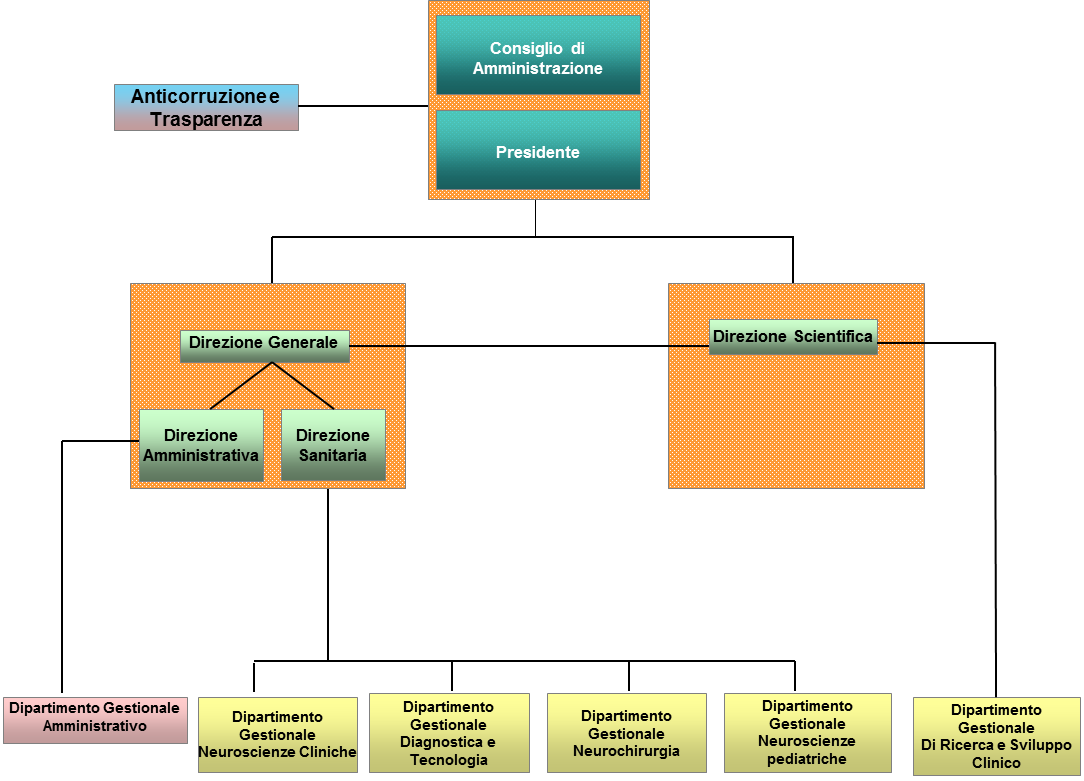 Consiglio di
Amministrazione
Anticorruzione e
Trasparenza
Presidente
Direzione Generale
Direzione Scientifica
Direzione
Amministrativa
Direzione
Sanitaria
Dipartimento Gestionale
Amministrativo
Dipartimento
Gestionale
Neuroscienze Cliniche
Dipartimento
Gestionale
Diagnostica e
Tecnologia
Dipartimento
Gestionale
Neurochirurgia
Dipartimento
Gestionale
Neuroscienze
pediatriche
Dipartimento
Gestionale
Di Ricerca e Sviluppo
Clinico